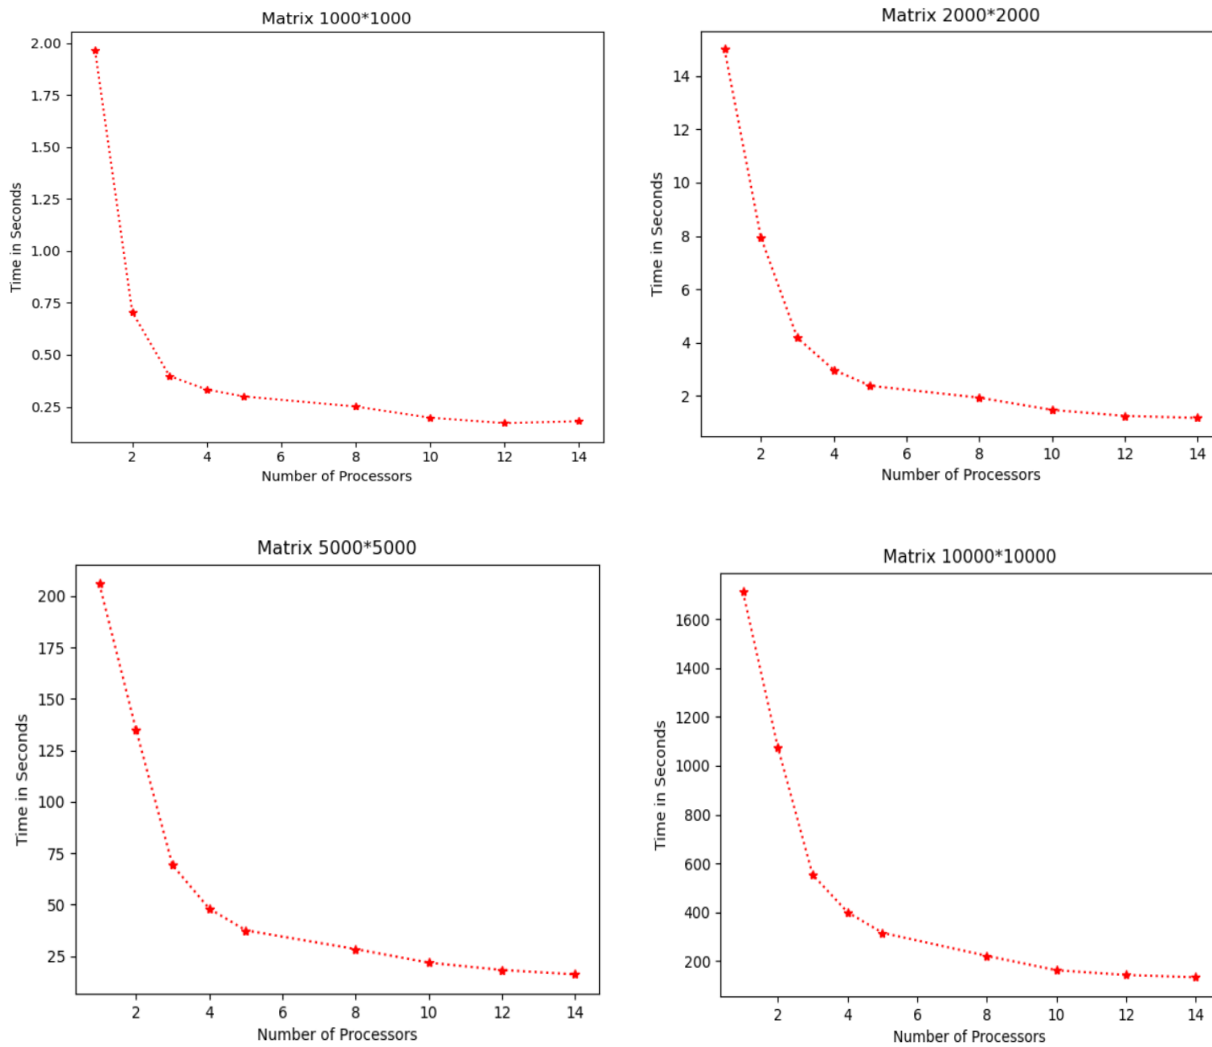 Matrix 1000*1000
2.00
1.75
1.50
1.25
1.00
0.75
0.50
0.25
Time in Seconds
2 4 6 8 10 12 14
Number of Processors
Matrix 2000*2000
14
12
10
8
6
4
2
Time in Seconds
2 4 6 8 10 12 14
Number of Processors
Matrix 5000*5000
200
175
150
125
100
75
50
25
Time in Seconds
2 4 6 8 10 12 14
Number of Processors
Matrix 10000*10000
1600
1400
1200
1000
800
600
400
200
Time in Seconds
2 4 6 8 10 12 14
Number of Processors